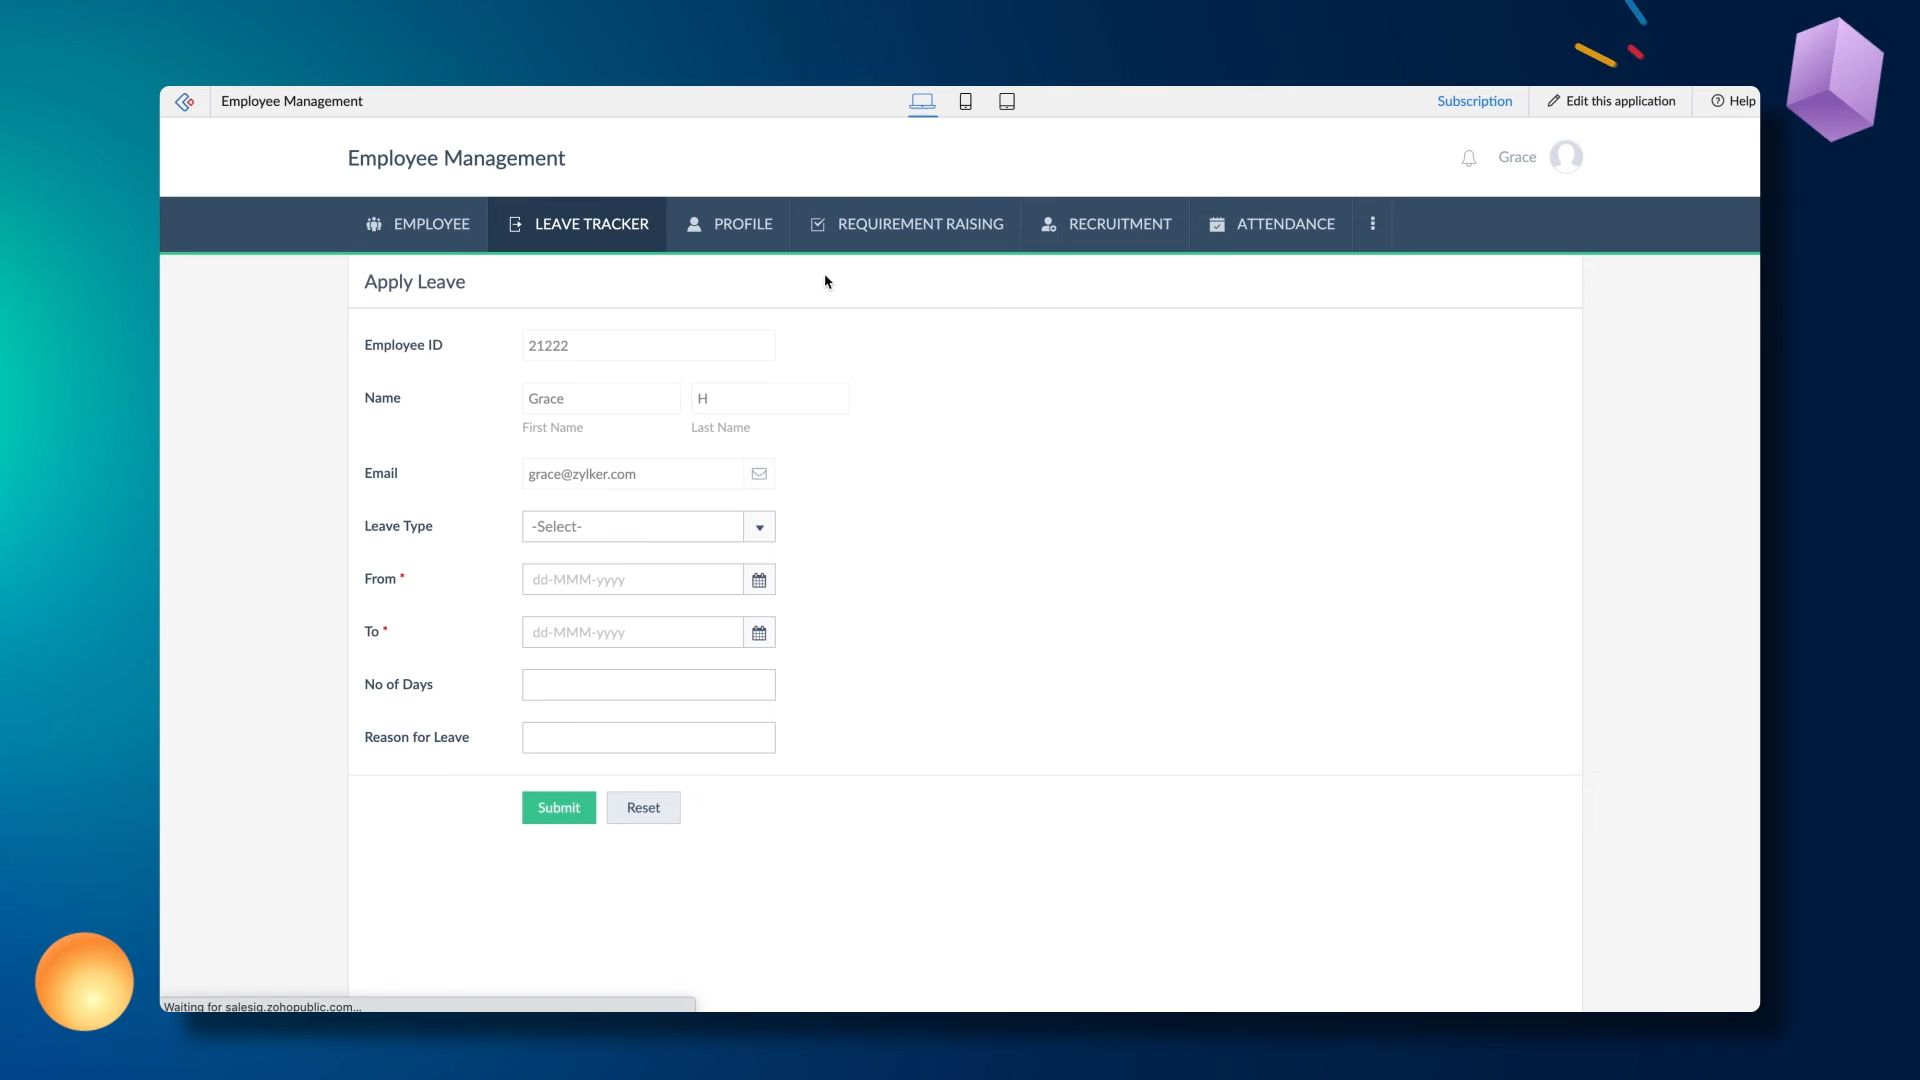 Employee Management
Subscription
Edit this application
Help
Employee Management
Grace
EMPLOYEE
LEAVE TRACKER
PROFILE
REQUIREMENT RAISING
RECRUITMENT
ATTENDANCE
Apply Leave
Employee ID
21222
Name
Grace
H
First Name
Last Name
Email
grace@zylker.com
Leave Type
-Select-
From *
dd-MMM-yyyy
To *
dd-MMM-yyyy
No of Days
Reason for Leave
Submit
Reset
Waiting for salesiq.zohopublic.com...